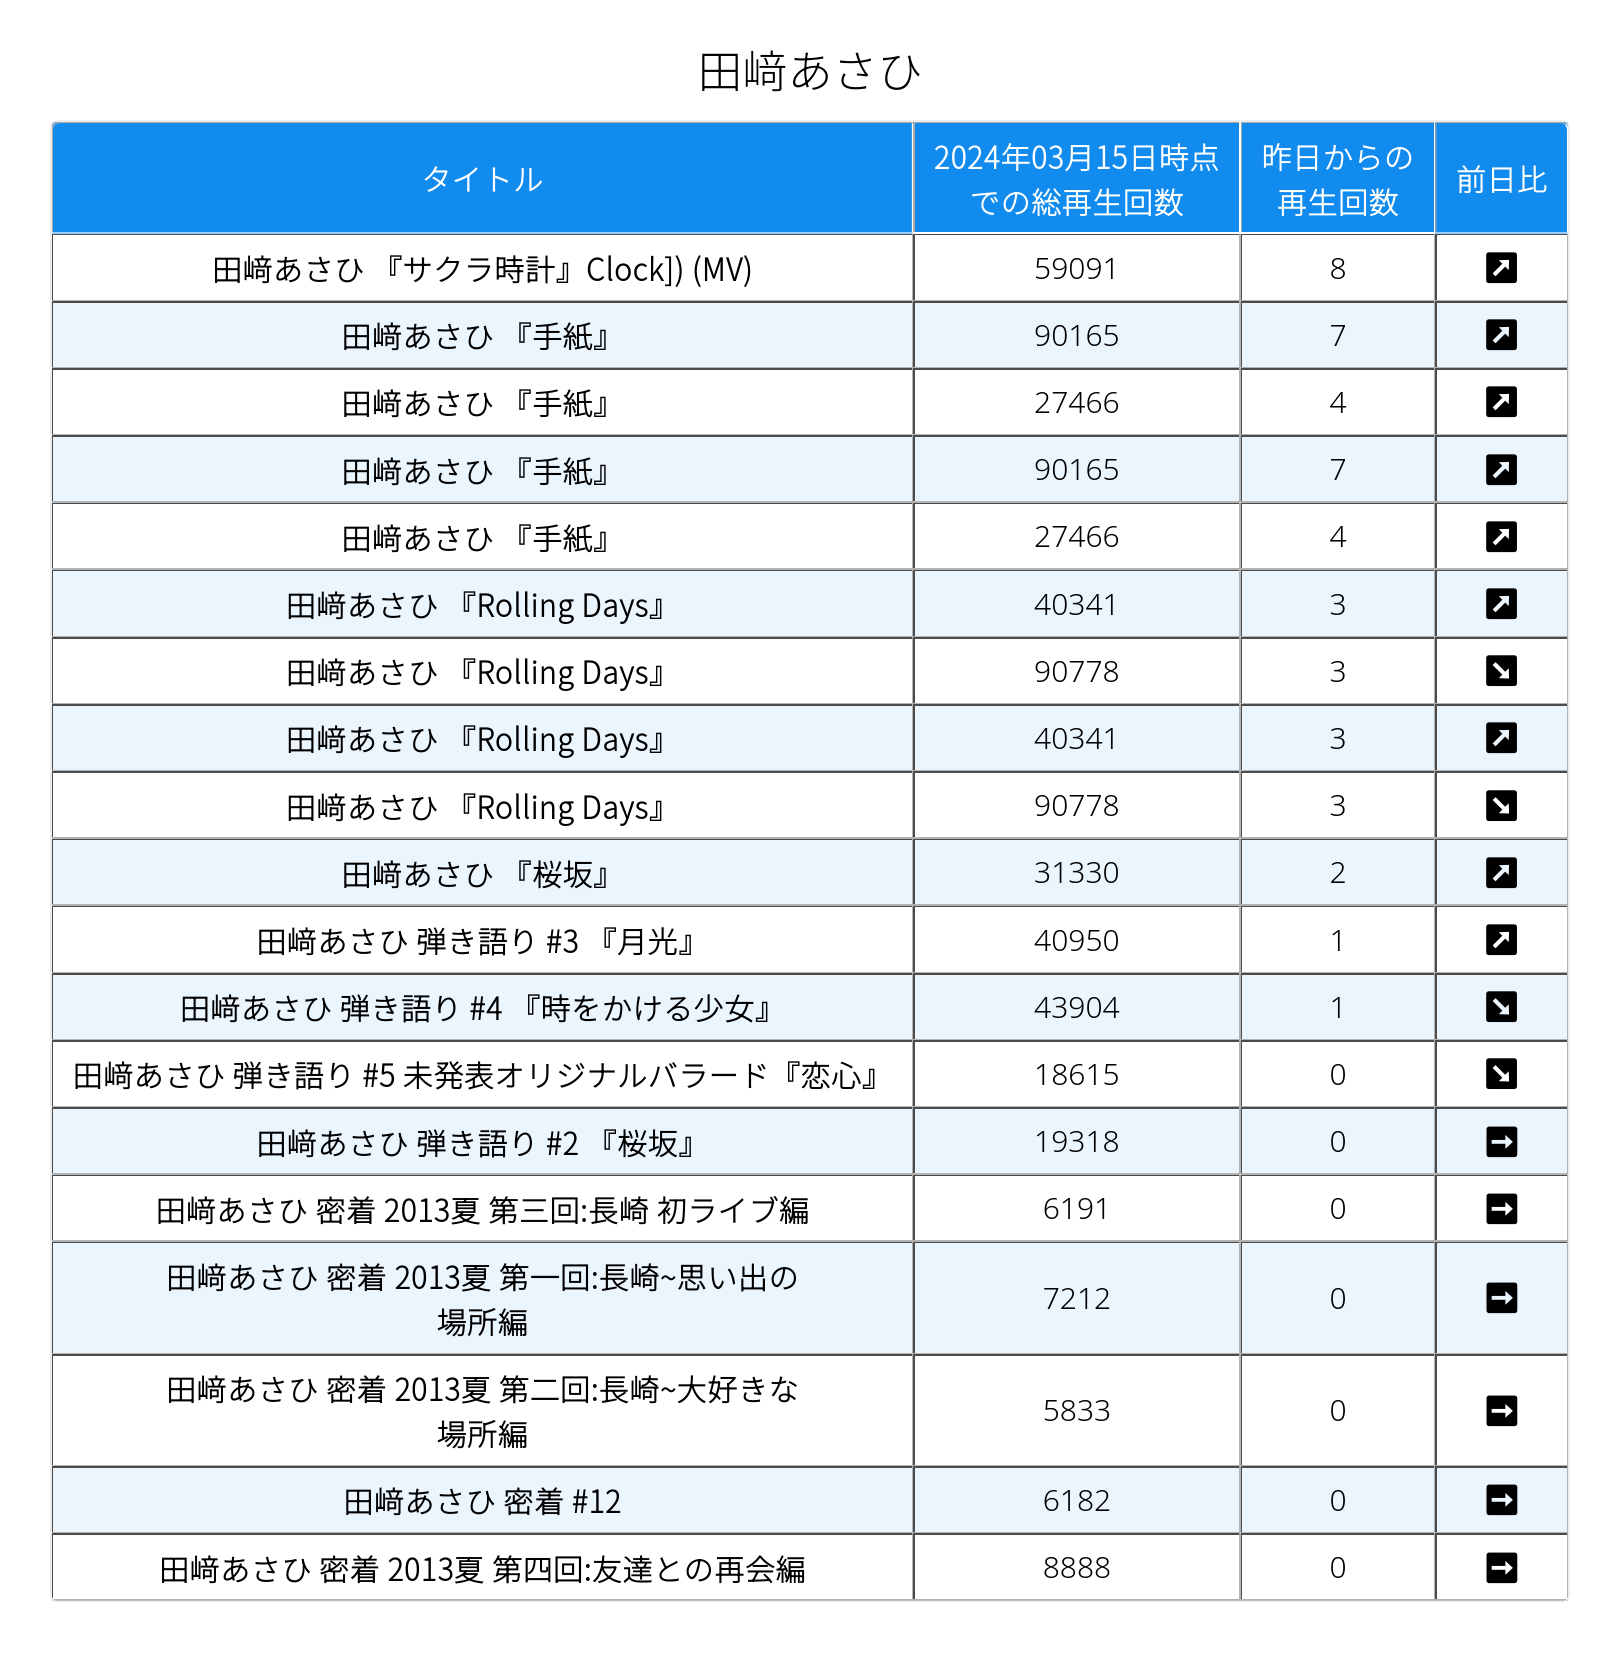 田﨑あさひ
タイトル
2024年03月15日時点
での総再生回数
昨日からの
再生回数
前日比
田﨑あさひ 『サクラ時計』Clock]) (MV) 59091 8 ↗
田﨑あさひ 『手紙』 90165 7 ↗
田﨑あさひ 『手紙』 27466 4 ↗
田﨑あさひ 『手紙』 90165 7 ↗
田﨑あさひ 『手紙』 27466 4 ↗
田﨑あさひ 『Rolling Days』 40341 3 ↗
田﨑あさひ 『Rolling Days』 90778 3 ↘
田﨑あさひ 『Rolling Days』 40341 3 ↗
田﨑あさひ 『Rolling Days』 90778 3 ↘
田﨑あさひ 『桜坂』 31330 2 ↗
田﨑あさひ 弾き語り #3 『月光』 40950 1 ↗
田﨑あさひ 弾き語り #4 『時をかける少女』 43904 1 ↘
田﨑あさひ 弾き語り #5 未発表オリジナルバラード『恋心』 18615 0 ↘
田﨑あさひ 弾き語り #2 『桜坂』 19318 0 →
田﨑あさひ 密着 2013夏 第三回:長崎 初ライブ編 6191 0 →
田﨑あさひ 密着 2013夏 第一回:長崎~思い出の
場所編 7212 0 →
田﨑あさひ 密着 2013夏 第二回:長崎~大好きな
場所編 5833 0 →
田﨑あさひ 密着 #12 6182 0 →
田﨑あさひ 密着 2013夏 第四回:友達との再会編 8888 0 →